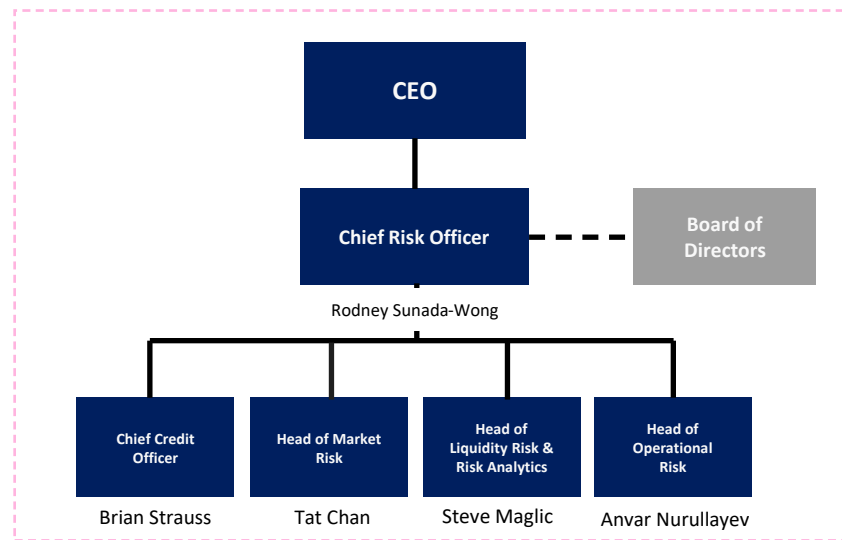 CEO
Chief Risk Officer
Board of
Directors
Rodney Sunada-Wong
Chief Credit
Officer
Head of Market
Risk
Head of
Liquidity Risk &
Risk Analytics
Head of
Operational
Risk
Brian Strauss
Tat Chan
Steve Maglic
Anvar Nurullayev